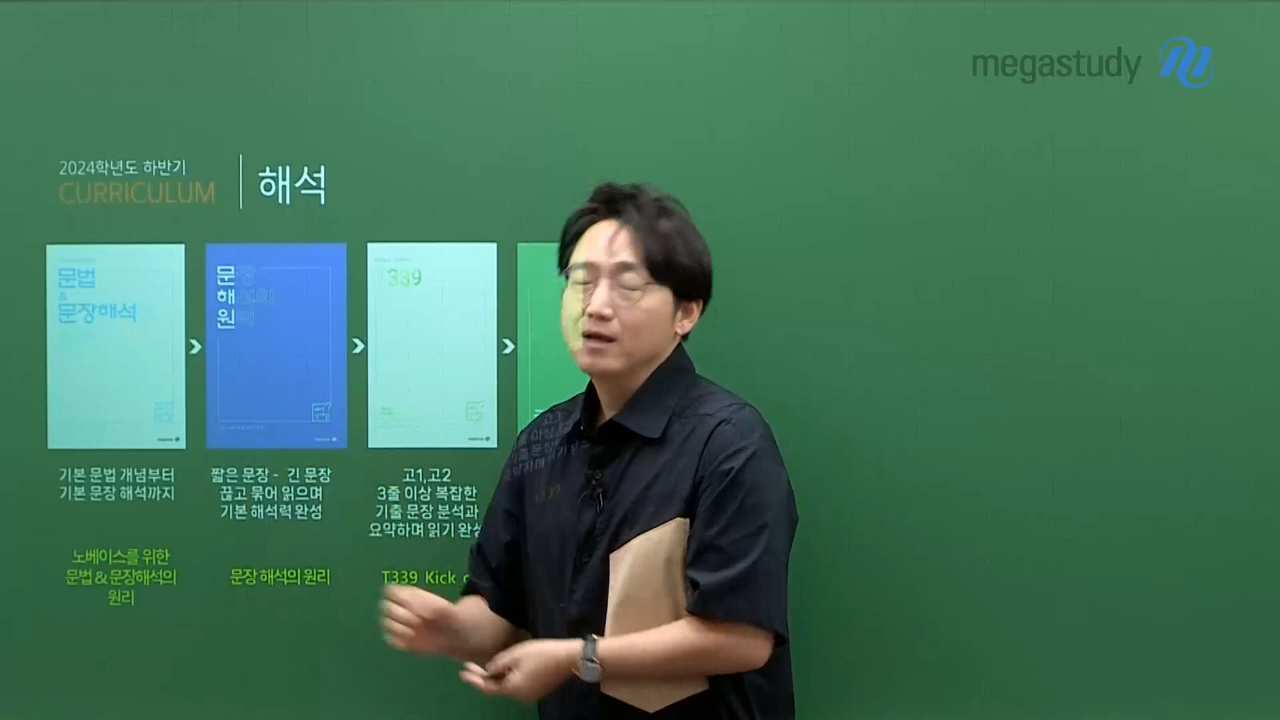 megastudy
2024학년도 하반기
CURRICULUM
해석
문법
&
문장해석
문장
해석의
원리
339
기본 문법 개념부터
기본 문장 해석까지
짧은 문장 - 긴 문장
끊고 묶어 읽으며
기본 해석력 완성
고1,고2
3줄 이상 복잡한
기출 문장 분석과
요약하며 읽기 완성
노베이스를 위한
문법 & 문장해석의
원리
문장 해석의 원리
T339 Kick